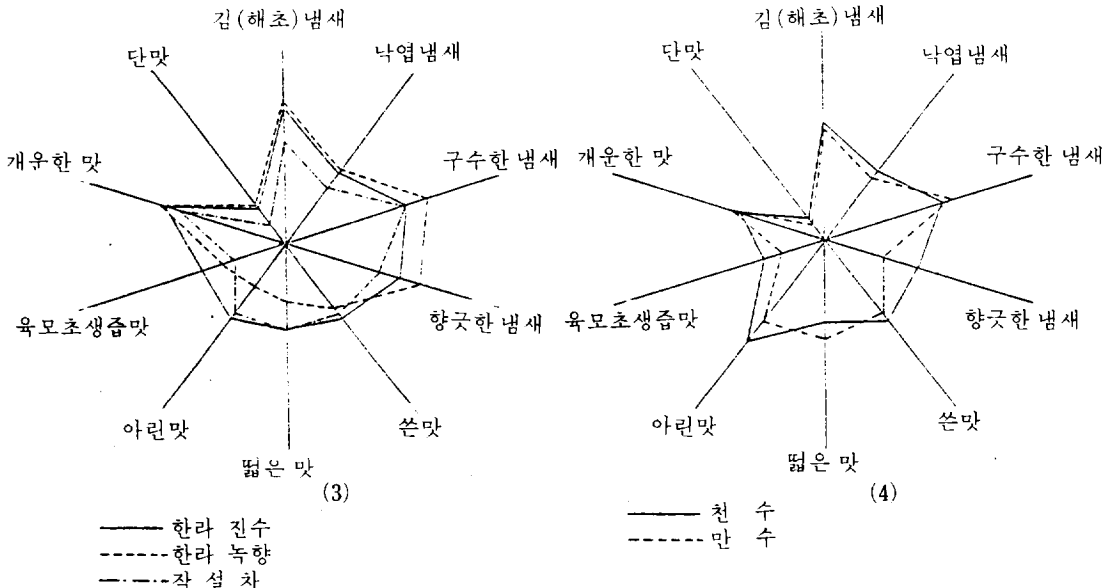 김(해초)냄새
단맛
낙엽냄새
개운한 맛
구수한 냄새
육모초생즙맛
향긋한 냄새
아린맛
쓴맛
떫은 맛
(3)
한라 진수
한라 녹향
작 설 차
김(해초)냄새
단맛
낙엽냄새
개운한 맛
구수한 냄새
육모초생즙맛
향긋한 냄새
아린맛
쓴맛
떫은 맛
(4)
천 수
만 수